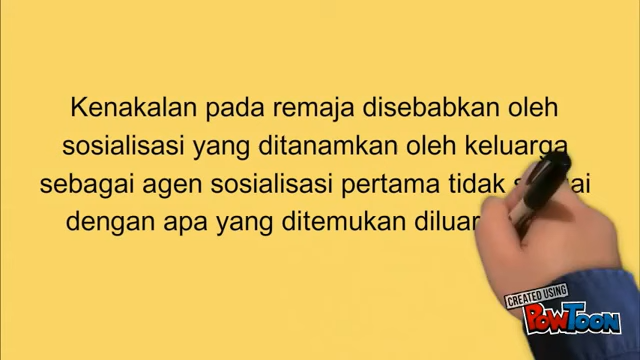 Kenakalan pada remaja disebabkan oleh
sosialisasi yang ditanamkan oleh keluarga
sebagai agen sosialisasi pertama tidak
dengan apa yang ditemukan
CREATED USING
POWTOON